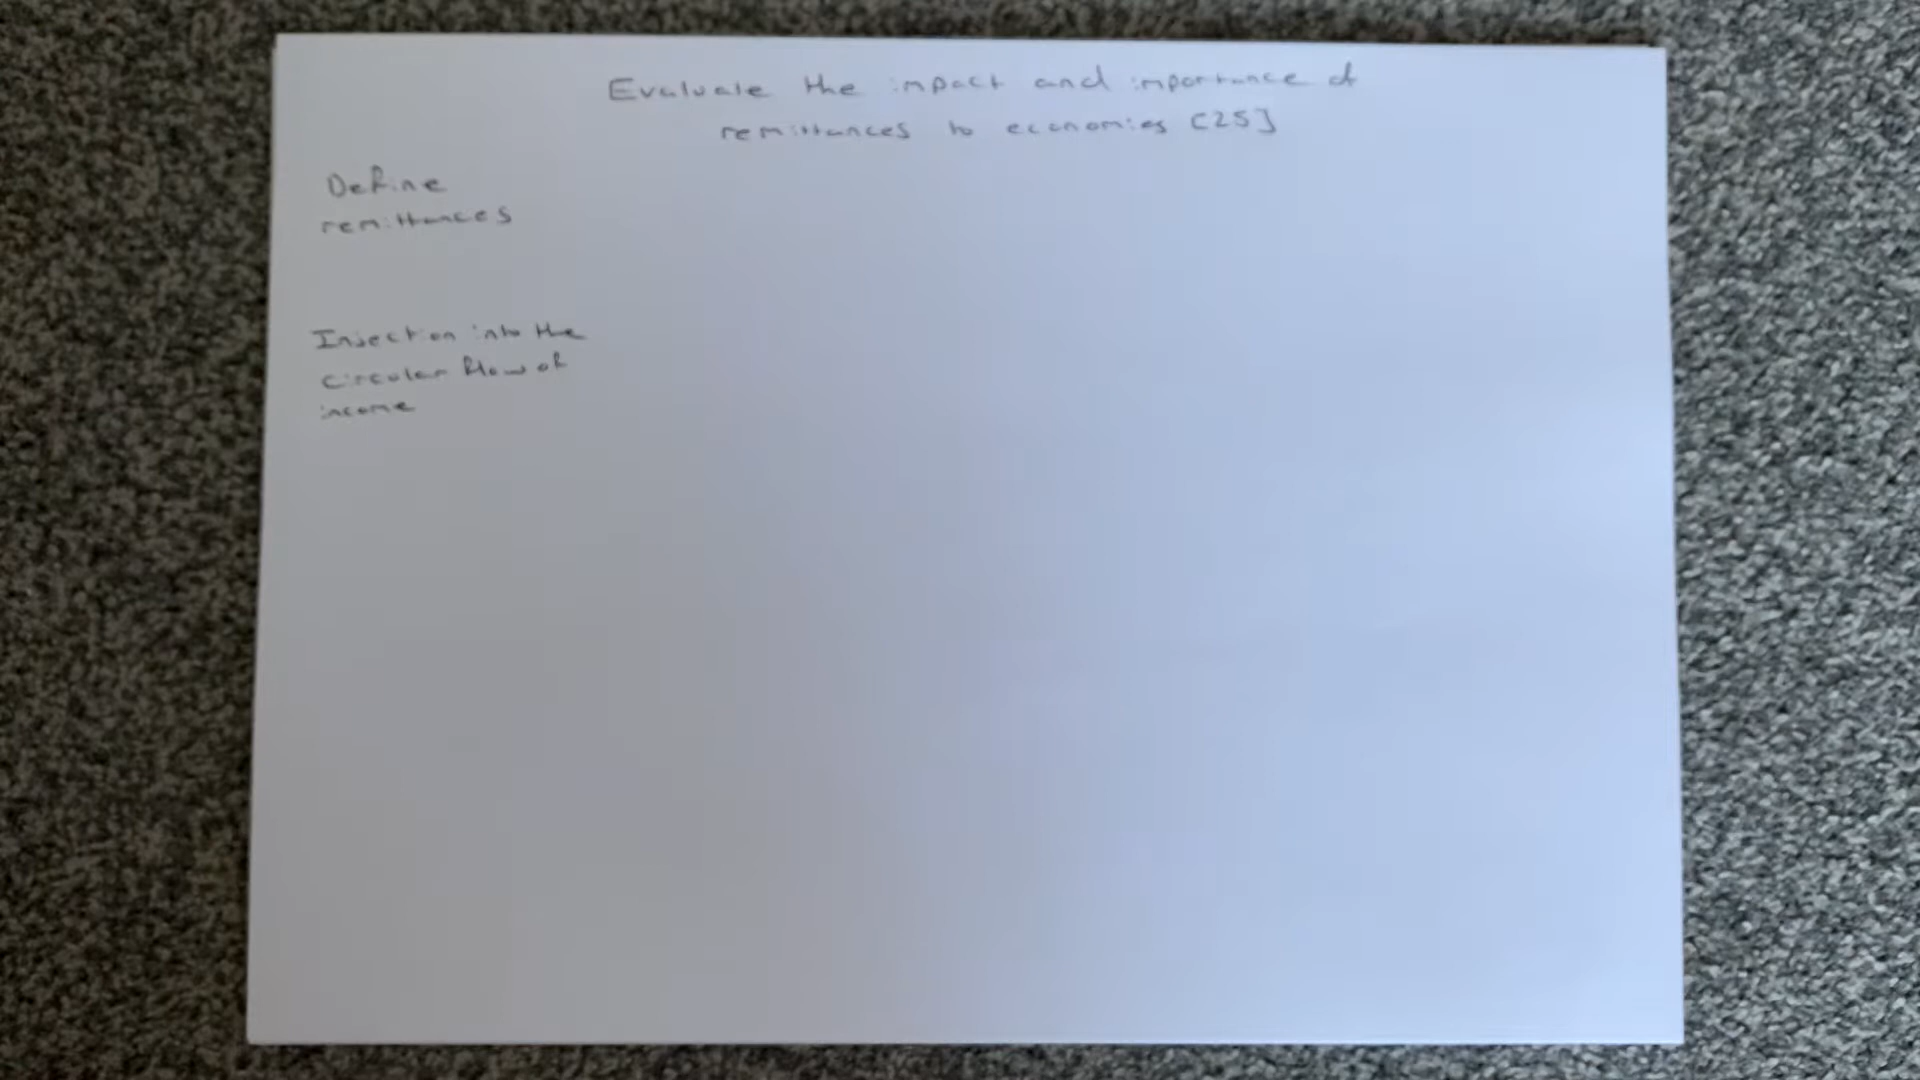 Evaluate the impact and importance of
remittances to economies [25]
Define
remittances
Injection into the
circular flow of
income